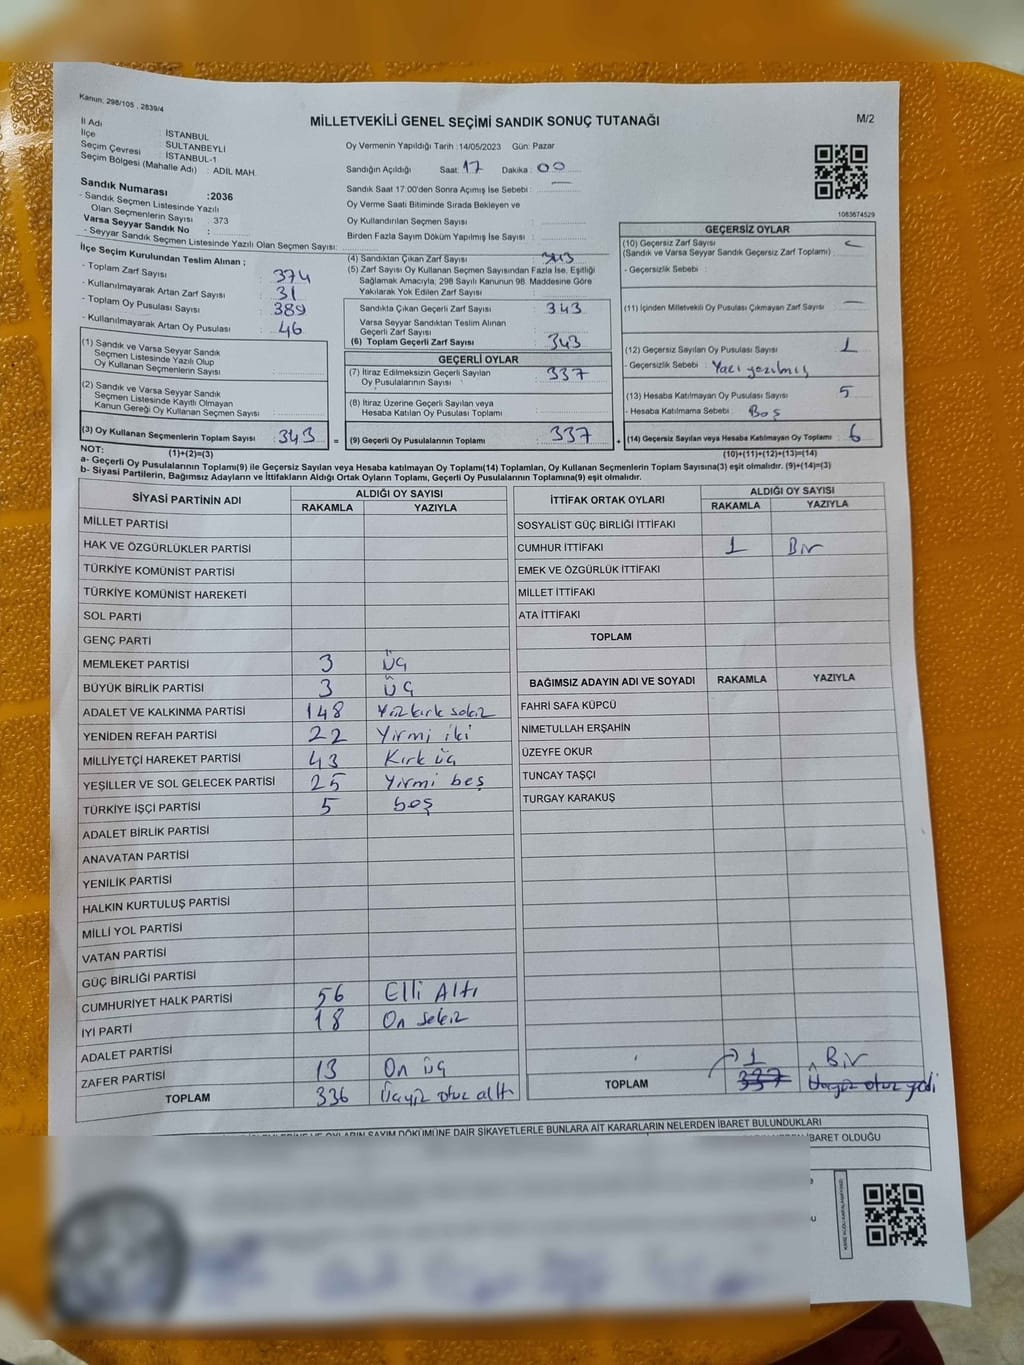 Kanun. 298/105 , 2839/4
MİLLETVEKİLİ GENEL SEÇİMİ SANDIK SONUÇ TUTANAĞI
M/2
İl Adı : İSTANBUL
İlçe : SULTANBEYLİ
Seçim Çevresi : İSTANBUL-1
Seçim Bölgesi (Mahalle Adı) : ADİL MAH.
Sandık Numarası :2036
- Sandık Seçmen Listesinde Yazılı
Olan Seçmenlerin Sayısı : 373
Varsa Seyyar Sandık No :
- Seyyar Sandık Seçmen Listesinde Yazılı Olan Seçmen Sayısı:
Oy Vermenin Yapıldığı Tarih :14/05/2023 Gün: Pazar
Sandığın Açıldığı Saat: 17 Dakika : 00
Sandık Saat 17:00'den Sonra Açımış İse Sebebi : —
Oy Verme Saati Bitiminde Sırada Bekleyen ve
Oy Kullandırılan Seçmen Sayısı :
Birden Fazla Sayım Döküm Yapılmış İse Sayısı :
1083674529
İlçe Seçim Kurulundan Teslim Alınan ;
- Toplam Zarf Sayısı : 374
- Kullanılmayarak Artan Zarf Sayısı : 31
- Toplam Oy Pusulası Sayısı : 389
- Kullanılmayarak Artan Oy Pusulası : 46
(1) Sandık ve Varsa Seyyar Sandık
Seçmen Listesinde Yazılı Olup
Oy Kullanan Seçmenlerin Sayısı :
(2) Sandık ve Varsa Seyyar Sandık
Seçmen Listesinde Kayıtlı Olmayan
Kanun Gereği Oy Kullanan Seçmen Sayısı :
(3) Oy Kullanan Seçmenlerin Toplam Sayısı : 343 =
(1)+(2)=(3)
(4) Sandıktan Çıkan Zarf Sayısı : 343
(5) Zarf Sayısı Oy Kullanan Seçmen Sayısından Fazla İse, Eşitliği
Sağlamak Amacıyla; 298 Sayılı Kanunun 98. Maddesine Göre
Yakılarak Yok Edilen Zarf Sayısı :
Sandıkta Çıkan Geçerli Zarf Sayısı : 343
Varsa Seyyar Sandıktan Teslim Alınan
Geçerli Zarf Sayısı :
(6) Toplam Geçerli Zarf Sayısı : 343
GEÇERLİ OYLAR
(7) İtiraz Edilmeksizin Geçerli Sayılan
Oy Pusulalarının Sayısı : 337
(8) İtiraz Üzerine Geçerli Sayılan veya
Hesaba Katılan Oy Pusulası Toplamı :
(9) Geçerli Oy Pusulalarının Toplamı : 337 +
GEÇERSİZ OYLAR
(10) Geçersiz Zarf Sayısı
(Sandık ve Varsa Seyyar Sandık Geçersiz Zarf Toplamı) :
- Geçersizlik Sebebi :
(11) İçinden Milletvekili Oy Pusulası Çıkmayan Zarf Sayısı : —
(12) Geçersiz Sayılan Oy Pusulası Sayısı : 1
- Geçersizlik Sebebi : Yazı yazılmış
(13) Hesaba Katılmayan Oy Pusulası Sayısı : 5
- Hesaba Katılmama Sebebi : Boş
(14) Geçersiz Sayılan veya Hesaba Katılmayan Oy Toplamı : 6
(10)+(11)+(12)+(13)=(14)
NOT:
a- Geçerli Oy Pusulalarının Toplamı(9) ile Geçersiz Sayılan veya Hesaba katılmayan Oy Toplamı(14) Toplamları, Oy Kullanan Seçmenlerin Toplam Sayısına(3) eşit olmalıdır. (9)+(14)=(3)
b- Siyasi Partilerin, Bağımsız Adayların ve İttifakların Aldığı Ortak Oyların Toplamı, Geçerli Oy Pusulalarının Toplamına(9) eşit olmalıdır.
SİYASİ PARTİNİN ADI ALDIĞI OY SAYISI
RAKAMLA YAZIYLA
MİLLET PARTİSİ
HAK VE ÖZGÜRLÜKLER PARTİSİ
TÜRKİYE KOMÜNİST PARTİSİ
TÜRKİYE KOMÜNİST HAREKETİ
SOL PARTİ
GENÇ PARTİ
MEMLEKET PARTİSİ 3 üç
BÜYÜK BİRLİK PARTİSİ 3 üç
ADALET VE KALKINMA PARTİSİ 148 Yüzkırk sekiz
YENİDEN REFAH PARTİSİ 22 Yirmi iki
MİLLİYETÇİ HAREKET PARTİSİ 43 Kırk üç
YEŞİLLER VE SOL GELECEK PARTİSİ 25 Yirmi beş
TÜRKİYE İŞÇİ PARTİSİ 5 beş
ADALET BİRLİK PARTİSİ
ANAVATAN PARTİSİ
YENİLİK PARTİSİ
HALKIN KURTULUŞ PARTİSİ
MİLLİ YOL PARTİSİ
VATAN PARTİSİ
GÜÇ BİRLİĞİ PARTİSİ
CUMHURİYET HALK PARTİSİ 56 Elli Altı
İYİ PARTİ 18 On sekiz
ADALET PARTİSİ
ZAFER PARTİSİ 13 On üç
TOPLAM 336 Üçyüz otuz altı
İTTİFAK ORTAK OYLARI ALDIĞI OY SAYISI
RAKAMLA YAZIYLA
SOSYALİST GÜÇ BİRLİĞİ İTTİFAKI
CUMHUR İTTİFAKI 1 Bir
EMEK VE ÖZGÜRLÜK İTTİFAKI
MİLLET İTTİFAKI
ATA İTTİFAKI
TOPLAM
BAĞIMSIZ ADAYIN ADI VE SOYADI RAKAMLA YAZIYLA
FAHRİ SAFA KÜPCÜ
NİMETULLAH ERŞAHİN
ÜZEYFE OKUR
TUNCAY TAŞÇI
TURGAY KARAKUŞ
1 Bir
TOPLAM 337 Üçyüz otuz yedi
OYLARIN SAYIM DÖKÜMÜNE DAİR ŞİKAYETLERLE BUNLARA AİT KARARLARIN NELERDEN İBARET BULUNDUKLARI
İBARET OLDUĞU